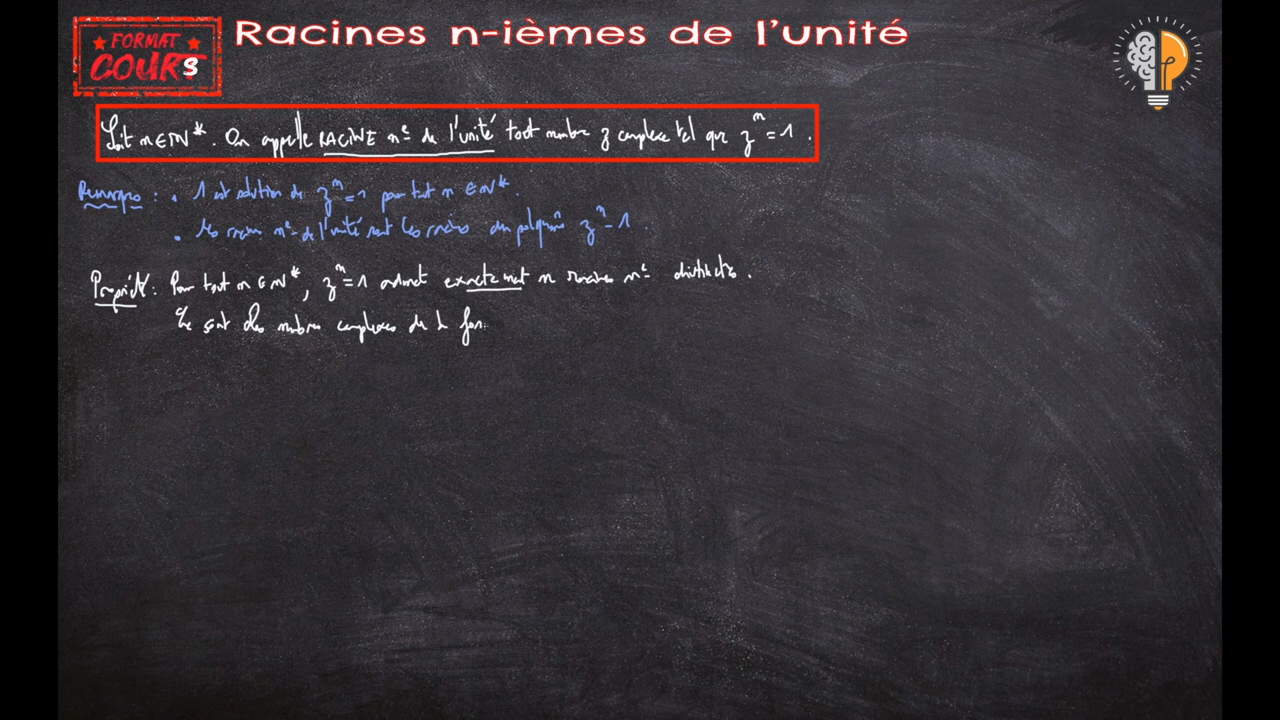 FORMAT
COURS
Racines n-ièmes de l'unité
Soit n ∈ ℕ*. On appelle RACINE nᵉ de l'unité tout nombre z complexe tel que zⁿ = 1.
Remarques : • 1 est solution de zⁿ = 1 pour tout n ∈ ℕ*.
• Les racines nᵉ de l'unité sont les racines du polynôme zⁿ - 1.
Propriété : Pour tout n ∈ ℕ*, zⁿ = 1 admet exactement n racines nᵉ distinctes.
Ce sont des nombres complexes de la for